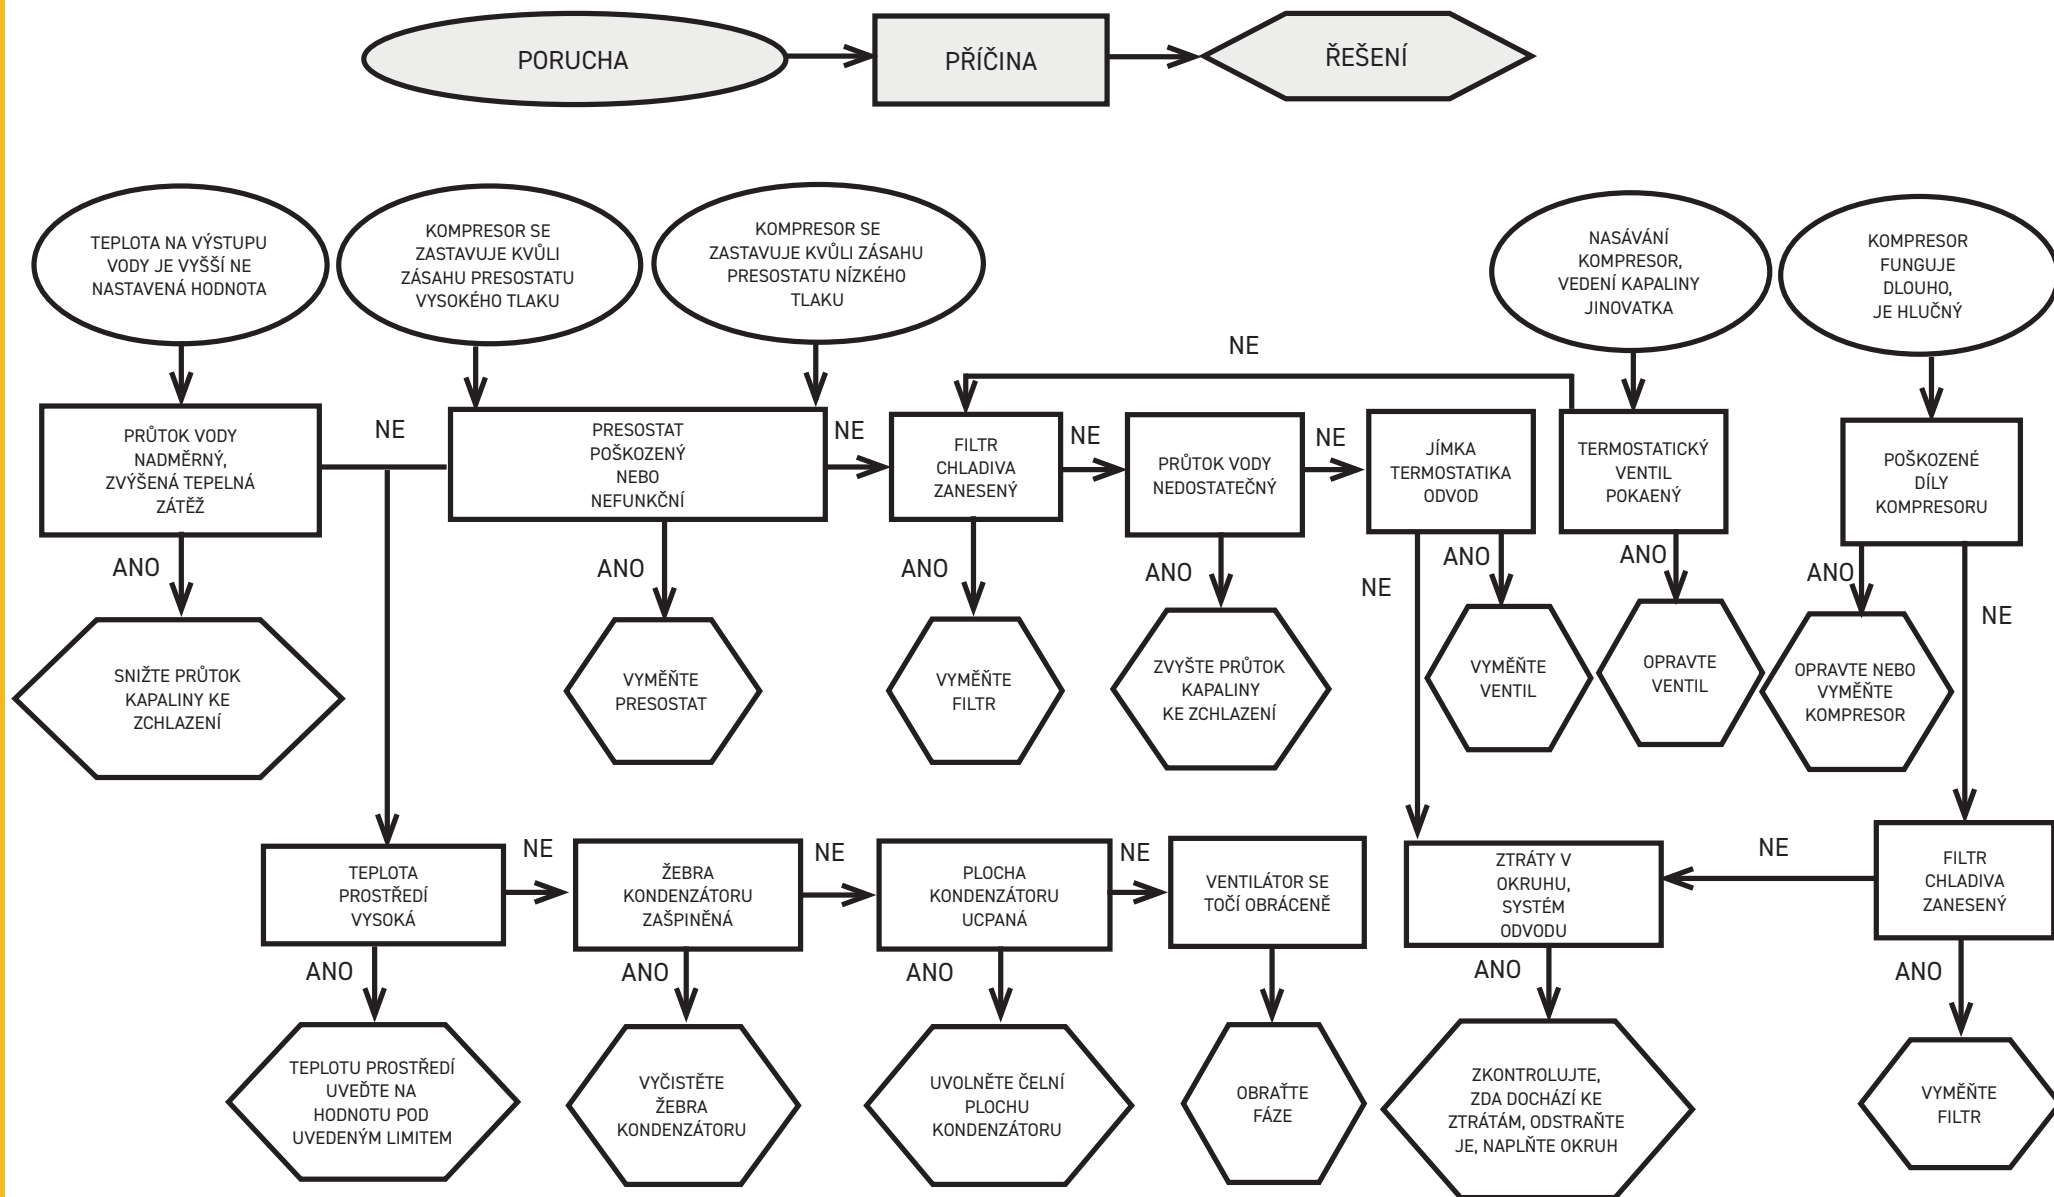 PORUCHA
PŘÍČINA
ŘEŠENÍ
TEPLOTA NA VÝSTUPU
VODY JE VYŠŠÍ NE
NASTAVENÁ HODNOTA
KOMPRESOR SE
ZASTAVUJE KVŮLI
ZÁSAHU PRESOSTATU
VYSOKÉHO TLAKU
KOMPRESOR SE
ZASTAVUJE KVŮLI ZÁSAHU
PRESOSTATU NÍZKÉHO
TLAKU
NASÁVÁNÍ
KOMPRESOR,
VEDENÍ KAPALINY
JINOVATKA
KOMPRESOR
FUNGUJE
DLOUHO,
JE HLUČNÝ
NE
PRŮTOK VODY
NADMĚRNÝ,
ZVÝŠENÁ TEPELNÁ
ZÁTĚŽ
NE
PRESOSTAT
POŠKOZENÝ
NEBO
NEFUNKČNÍ
NE
FILTR
CHLADIVA
ZANESENÝ
NE
PRŮTOK VODY
NEDOSTATEČNÝ
NE
JÍMKA
TERMOSTATIKA
ODVOD
TERMOSTATICKÝ
VENTIL
POKAENÝ
POŠKOZENÉ
DÍLY
KOMPRESORU
ANO
ANO
ANO
ANO
NE
ANO
ANO
ANO
NE
SNIŽTE PRŮTOK
KAPALINY KE
ZCHLAZENÍ
VYMĚŇTE
PRESOSTAT
VYMĚŇTE
FILTR
ZVYŠTE PRŮTOK
KAPALINY
KE ZCHLAZENÍ
VYMĚŇTE
VENTIL
OPRAVTE
VENTIL
OPRAVTE NEBO
VYMĚŇTE
KOMPRESOR
TEPLOTA
PROSTŘEDÍ
VYSOKÁ
NE
ŽEBRA
KONDENZÁTORU
ZAŠPINĚNÁ
NE
PLOCHA
KONDENZÁTORU
UCPANÁ
NE
VENTILÁTOR SE
TOČÍ OBRÁCENĚ
ZTRÁTY V
OKRUHU,
SYSTÉM
ODVODU
NE
FILTR
CHLADIVA
ZANESENÝ
ANO
ANO
ANO
ANO
ANO
TEPLOTU PROSTŘEDÍ
UVEĎTE NA
HODNOTU POD
UVEDENÝM LIMITEM
VYČISTĚTE
ŽEBRA
KONDENZÁTORU
UVOLNĚTE ČELNÍ
PLOCHU
KONDENZÁTORU
OBRAŤTE
FÁZE
ZKONTROLUJTE,
ZDA DOCHÁZÍ KE
ZTRÁTÁM, ODSTRAŇTE
JE, NAPLŇTE OKRUH
VYMĚŇTE
FILTR